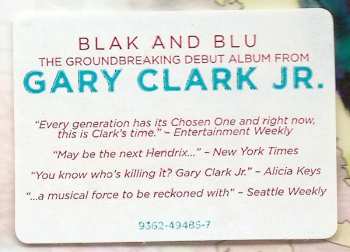 BLAK AND BLU
THE GROUNDBREAKING DEBUT ALBUM FROM
GARY CLARK JR.
"Every generation has its Chosen One and right now,
this is Clark's time." – Entertainment Weekly
"May be the next Hendrix..." – New York Times
"You know who's killing it? Gary Clark Jr." – Alicia Keys
"...a musical force to be reckoned with" – Seattle Weekly
9362-49485-7